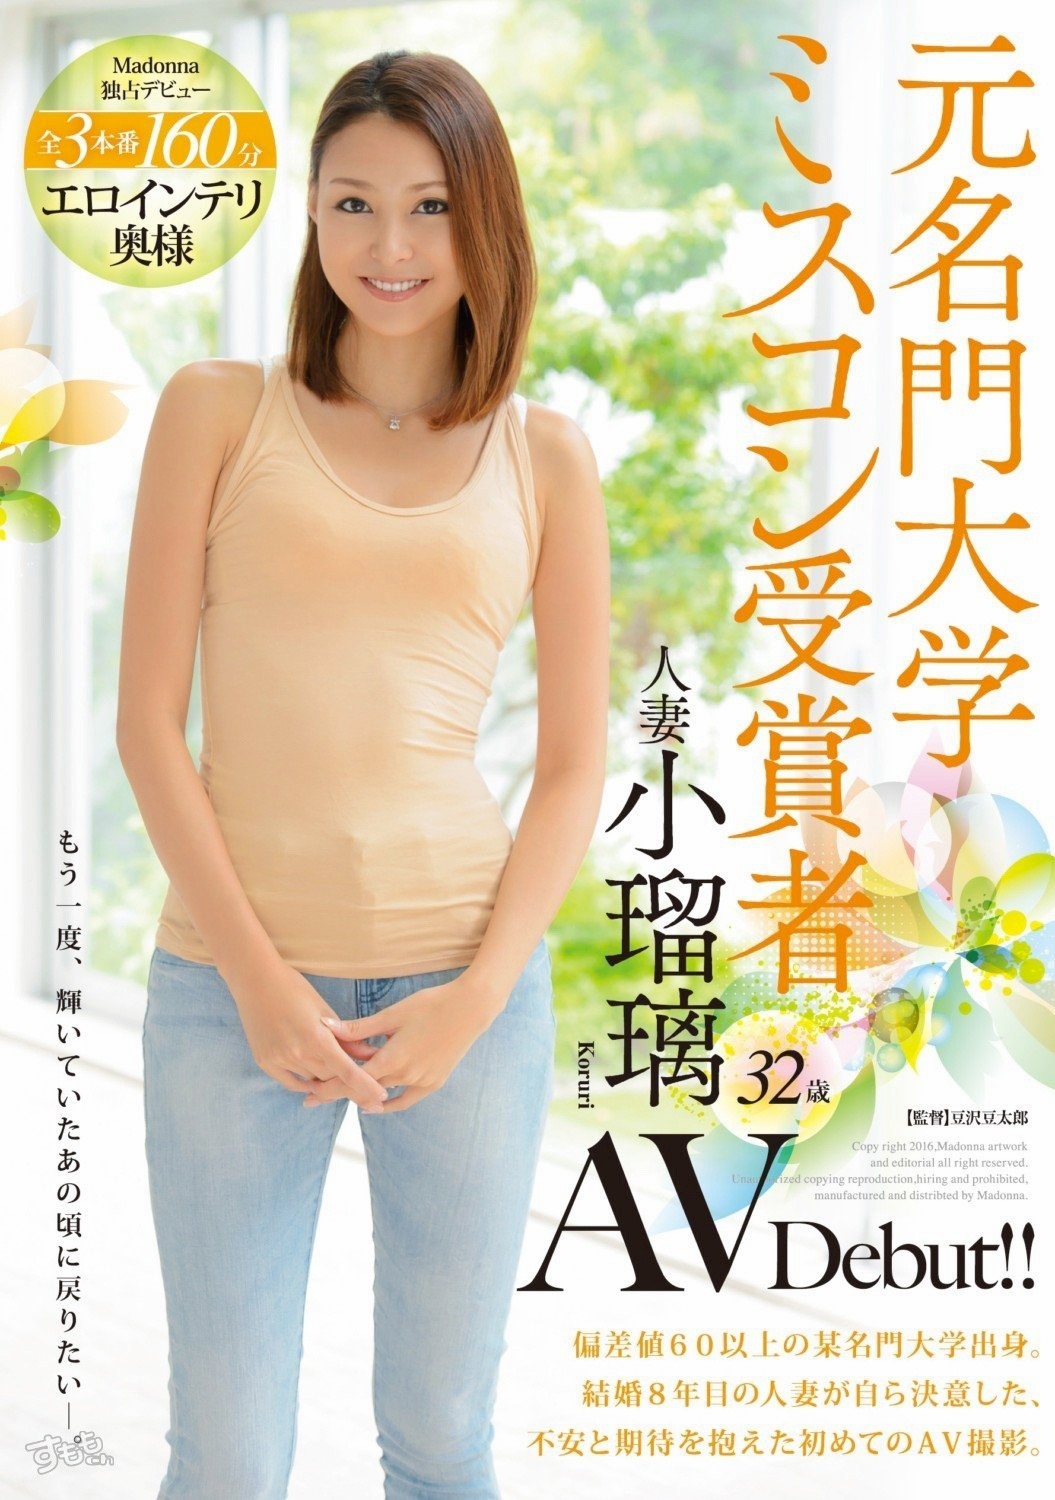 Madonna
独占デビュー
全3本番160分
エロインテリ
奥様
元名門大学
ミスコン受賞者
人妻
小瑠璃
Koruri
32歳
【監督】豆沢豆太郎
Copy right 2016,Madonna artwork
and editorial all right reserved.
Unauthorized copying reproduction,hiring and prohibited,
manufactured and distribted by Madonna.
AV Debut!!
もう一度、輝いていたあの頃に戻りたい―。
偏差値60以上の某名門大学出身。
結婚8年目の人妻が自ら決意した、
不安と期待を抱えた初めてのAV撮影。
すももch